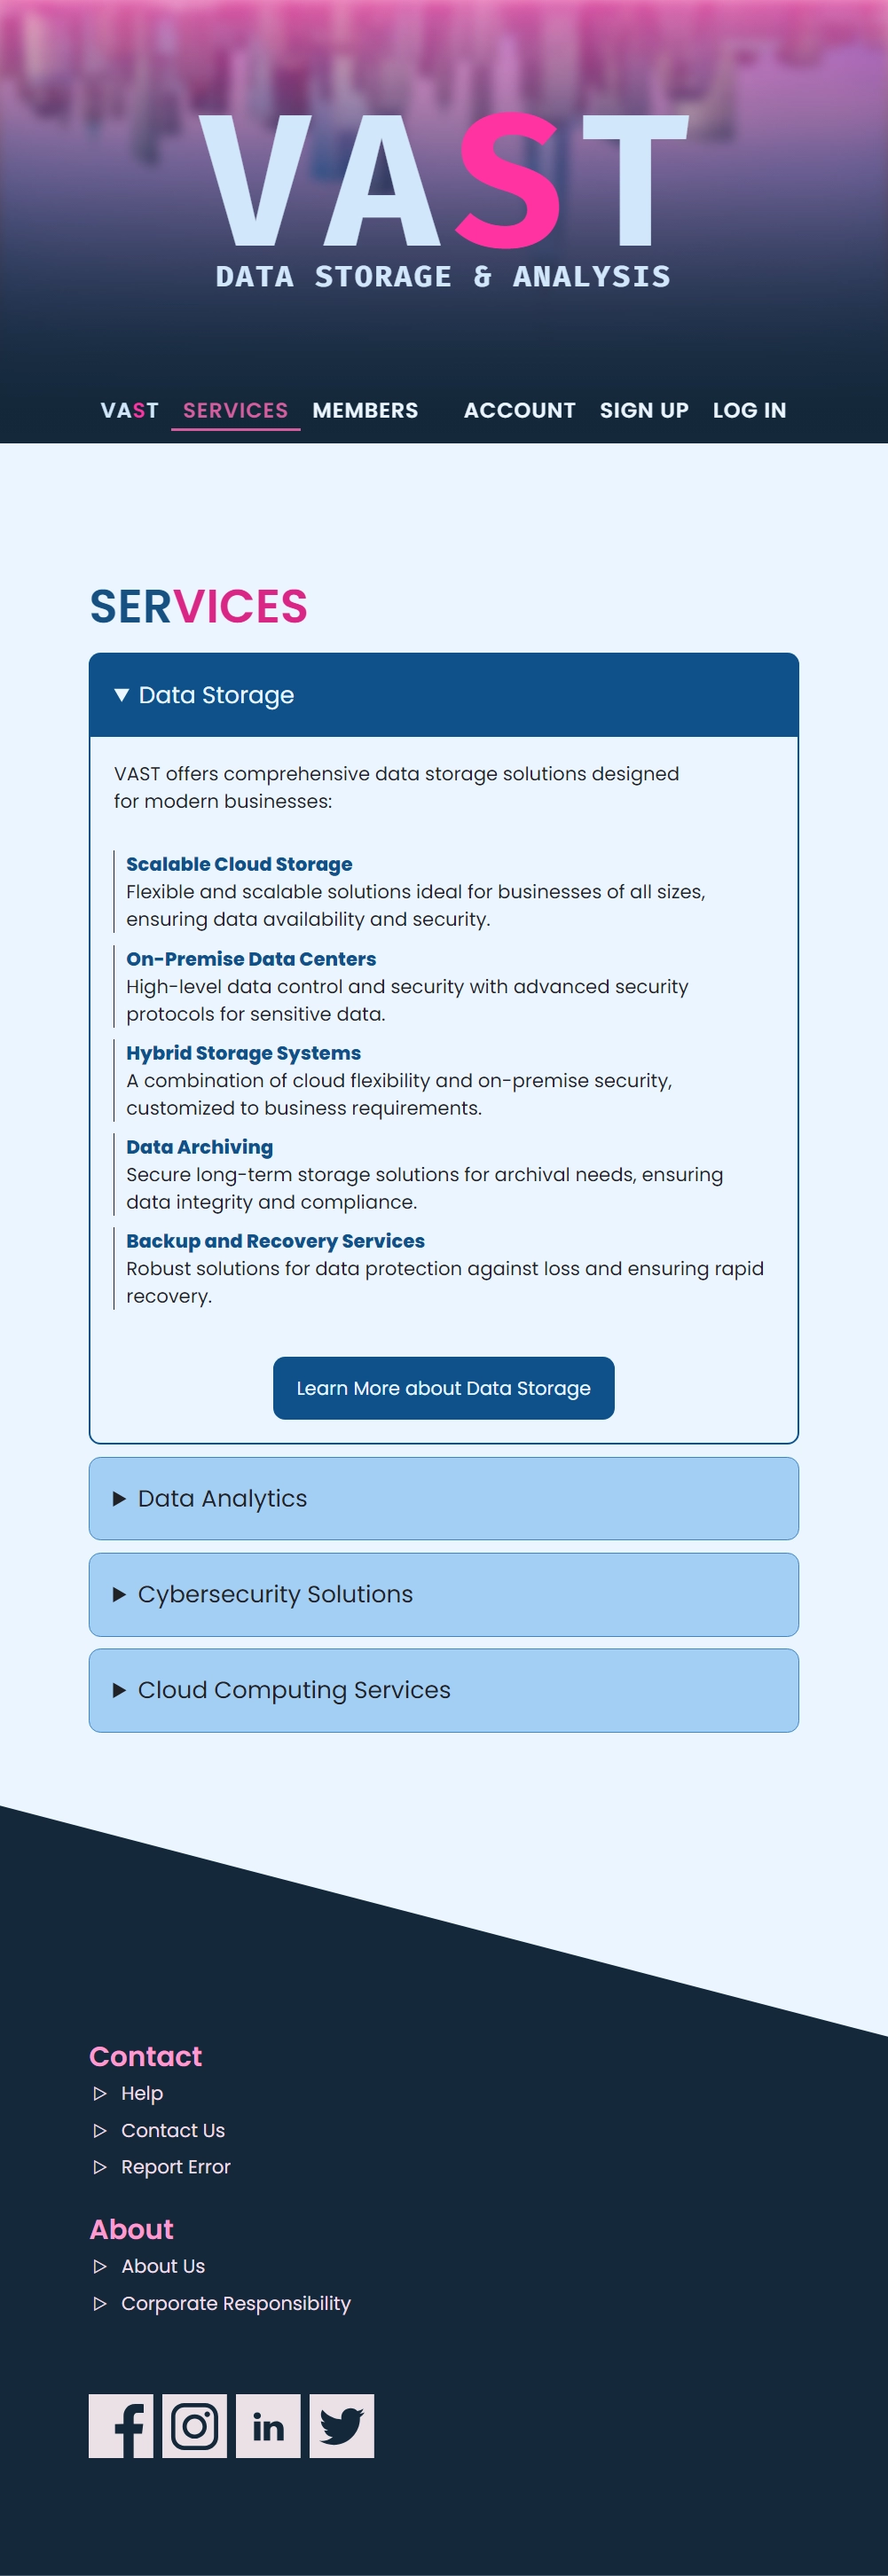 VAST
DATA STORAGE & ANALYSIS
VAST SERVICES MEMBERS ACCOUNT SIGN UP LOG IN
SERVICES
Data Storage
VAST offers comprehensive data storage solutions designed
for modern businesses:
Scalable Cloud Storage
Flexible and scalable solutions ideal for businesses of all sizes,
ensuring data availability and security.
On-Premise Data Centers
High-level data control and security with advanced security
protocols for sensitive data.
Hybrid Storage Systems
A combination of cloud flexibility and on-premise security,
customized to business requirements.
Data Archiving
Secure long-term storage solutions for archival needs, ensuring
data integrity and compliance.
Backup and Recovery Services
Robust solutions for data protection against loss and ensuring rapid
recovery.
Learn More about Data Storage
Data Analytics
Cybersecurity Solutions
Cloud Computing Services
Contact
Help
Contact Us
Report Error
About
About Us
Corporate Responsibility